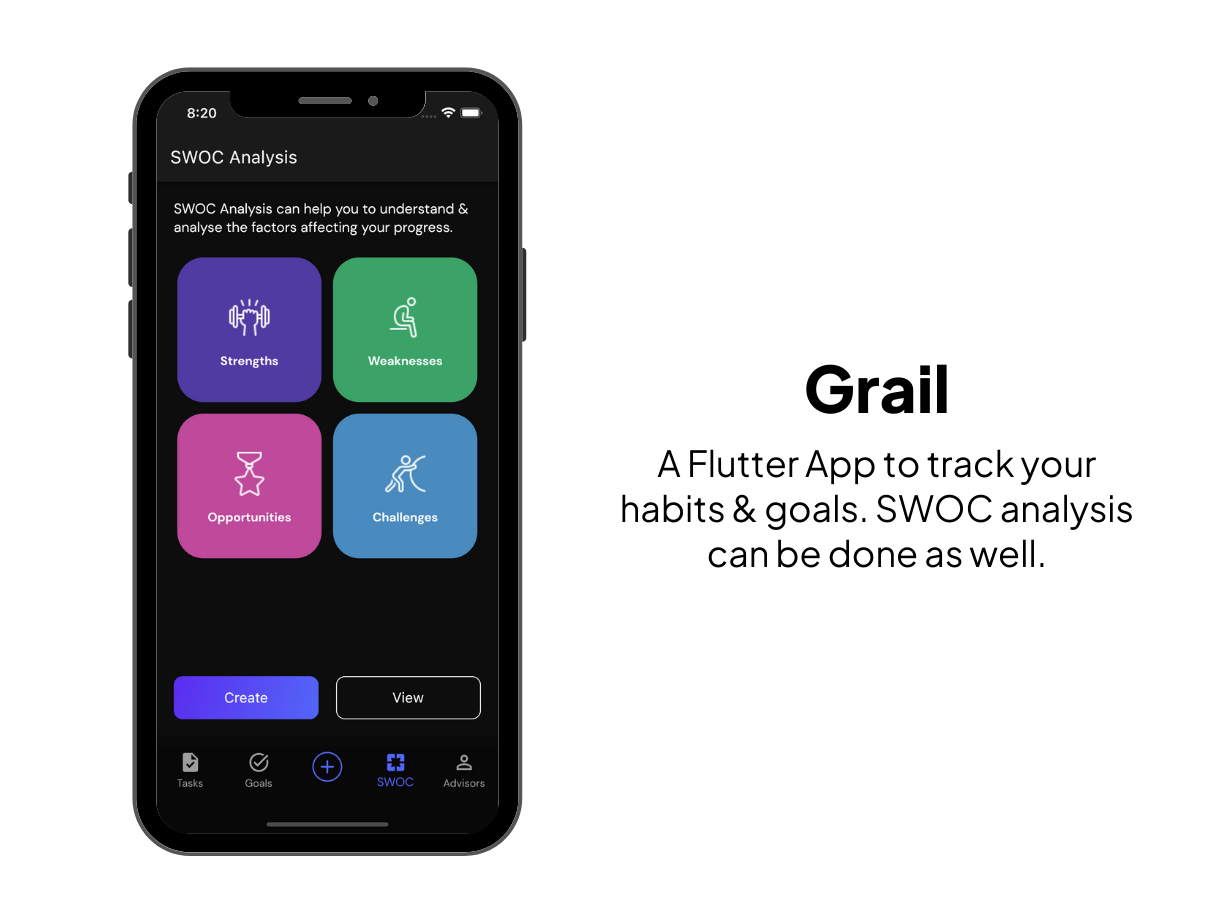 8:20
SWOC Analysis
SWOC Analysis can help you to understand &
analyse the factors affecting your progress.
Strengths
Weaknesses
Opportunities
Challenges
Create
View
Tasks
Goals
SWOC
Advisors
Grail
A Flutter App to track your
habits & goals. SWOC analysis
can be done as well.